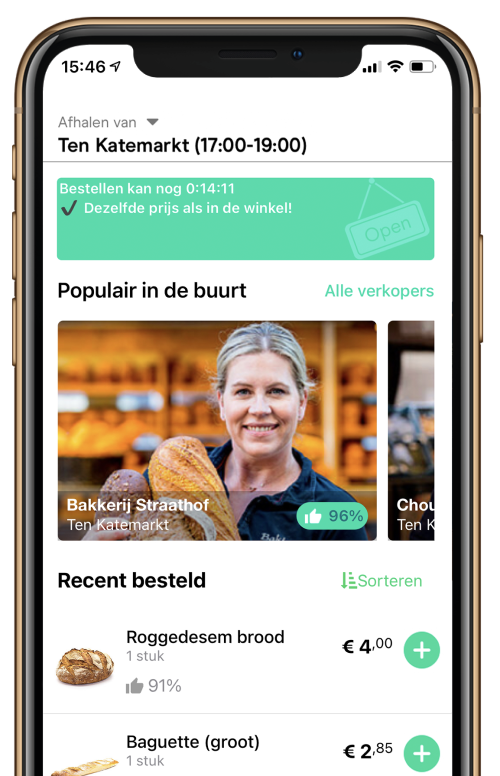 15:46
Afhalen van
Ten Katemarkt (17:00-19:00)
Bestellen kan nog 0:14:11
✓ Dezelfde prijs als in de winkel!
Open
Populair in de buurt
Alle verkopers
Bakkerij Straathof
Ten Katemarkt
96%
Recent besteld
Sorteren
Roggedesem brood
1 stuk
€ 4,00
91%
Baguette (groot)
1 stuk
€ 2,85